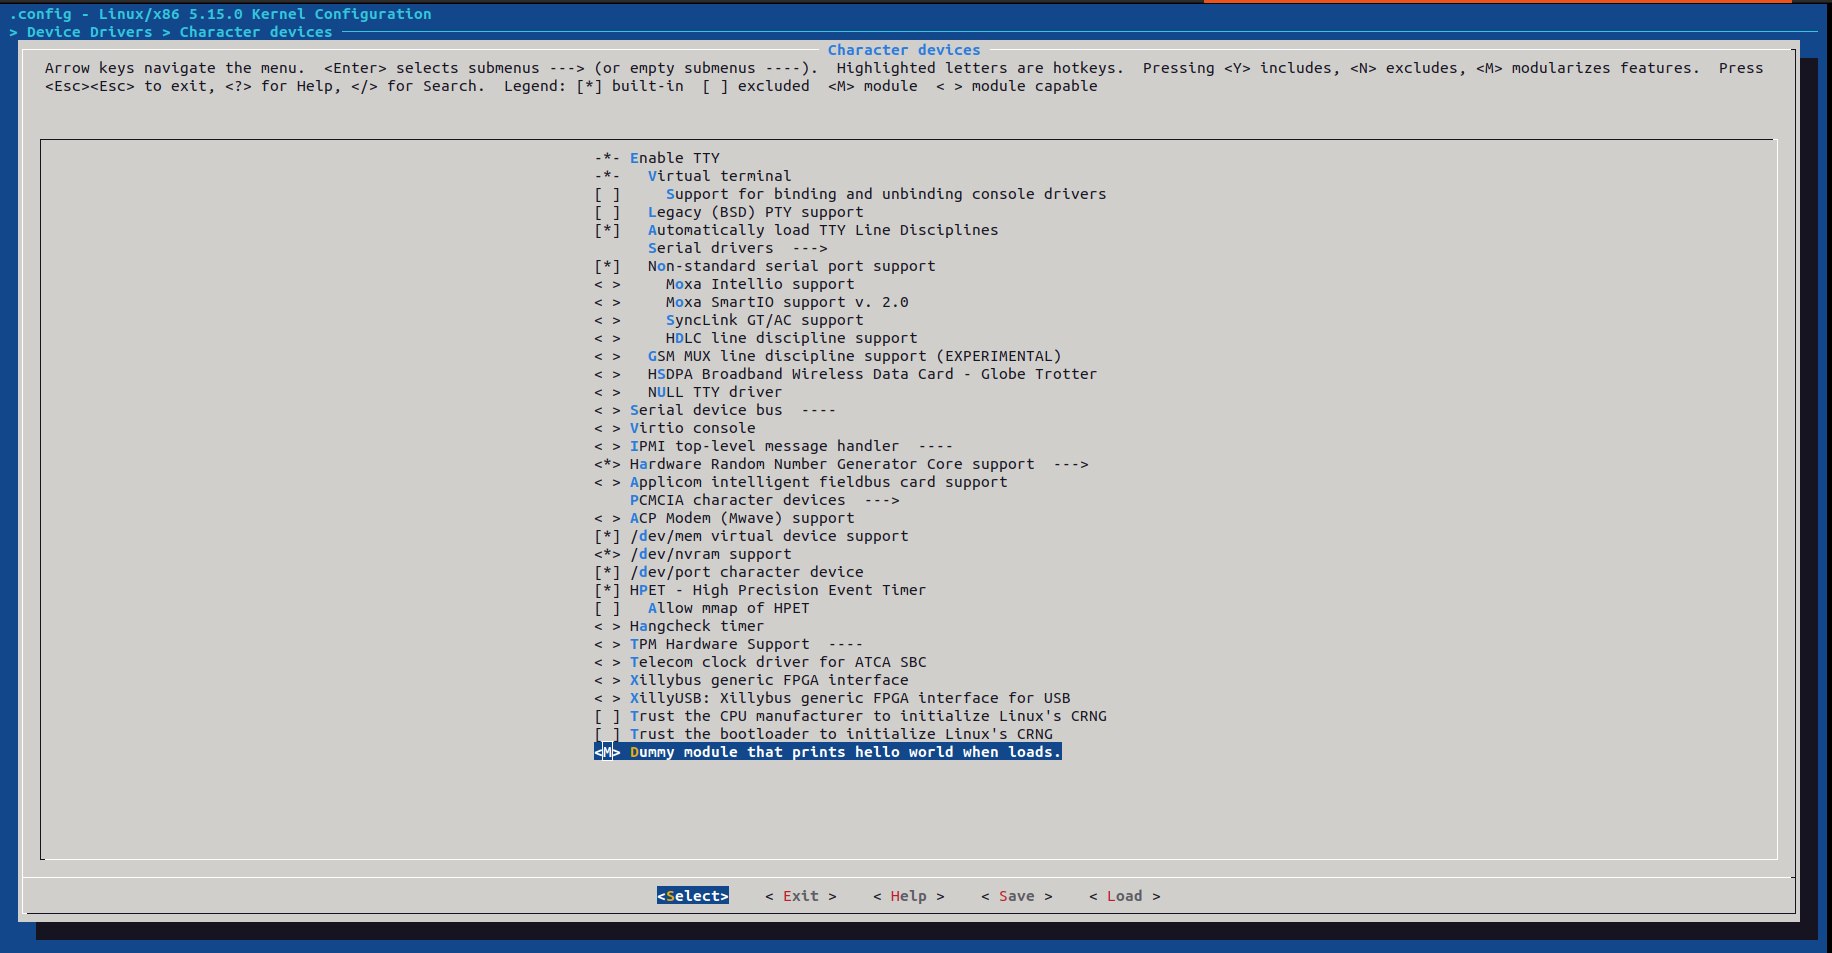 .config - Linux/x86 5.15.0 Kernel Configuration
> Device Drivers > Character devices
Character devices
Arrow keys navigate the menu.  <Enter> selects submenus ---> (or empty submenus ----).  Highlighted letters are hotkeys.  Pressing <Y> includes, <N> excludes, <M> modularizes features.  Press
<Esc><Esc> to exit, <?> for Help, </> for Search.  Legend: [*] built-in  [ ] excluded  <M> module  < > module capable
-*- Enable TTY
-*-   Virtual terminal
[ ]     Support for binding and unbinding console drivers
[ ]   Legacy (BSD) PTY support
[*]   Automatically load TTY Line Disciplines
Serial drivers  --->
[*]   Non-standard serial port support
< >     Moxa Intellio support
< >     Moxa SmartIO support v. 2.0
< >     SyncLink GT/AC support
< >     HDLC line discipline support
< >   GSM MUX line discipline support (EXPERIMENTAL)
< >   HSDPA Broadband Wireless Data Card - Globe Trotter
< >   NULL TTY driver
< > Serial device bus  ----
< > Virtio console
< > IPMI top-level message handler  ----
<*> Hardware Random Number Generator Core support  --->
< > Applicom intelligent fieldbus card support
PCMCIA character devices  --->
< > ACP Modem (Mwave) support
[*] /dev/mem virtual device support
<*> /dev/nvram support
[*] /dev/port character device
[*] HPET - High Precision Event Timer
[ ]   Allow mmap of HPET
< > Hangcheck timer
< > TPM Hardware Support  ----
< > Telecom clock driver for ATCA SBC
< > Xillybus generic FPGA interface
< > XillyUSB: Xillybus generic FPGA interface for USB
[ ] Trust the CPU manufacturer to initialize Linux's CRNG
[ ] Trust the bootloader to initialize Linux's CRNG
<M> Dummy module that prints hello world when loads.
<Select>    < Exit >    < Help >    < Save >    < Load >